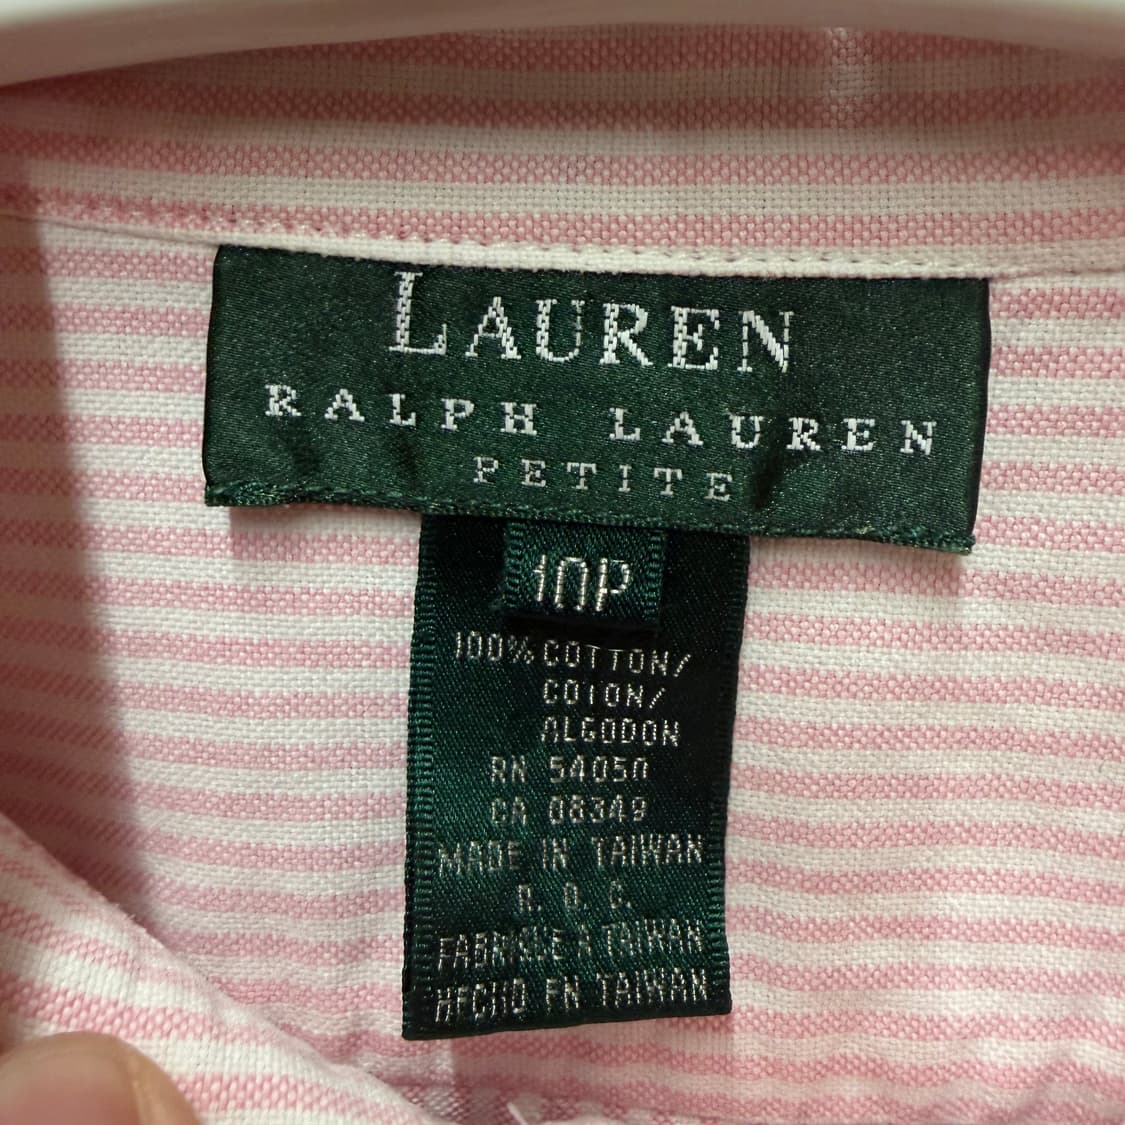 LAUREN
RALPH LAUREN
PETITE
10P
100% COTTON/
COTON/
ALGODON
RN 54050
CA 08349
MADE IN TAIWAN
R. O. C.
FABRIQUE A TAIWAN
HECHO EN TAIWAN